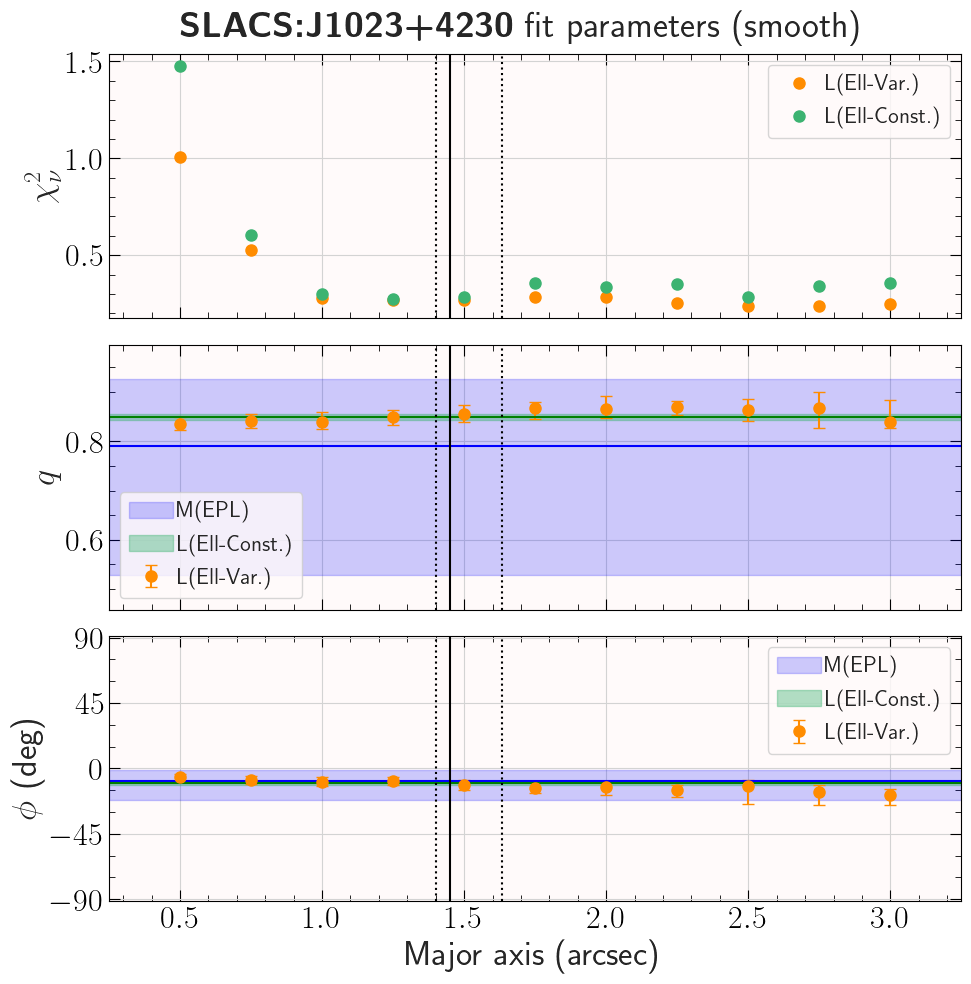 SLACS:J1023+4230 fit parameters (smooth)
1.5
1.0
0.5
χ²ᵥ
L(Ell-Var.)
L(Ell-Const.)
0.8
0.6
q
M(EPL)
L(Ell-Const.)
L(Ell-Var.)
90
45
0
−45
−90
ϕ (deg)
M(EPL)
L(Ell-Const.)
L(Ell-Var.)
0.5 1.0 1.5 2.0 2.5 3.0
Major axis (arcsec)